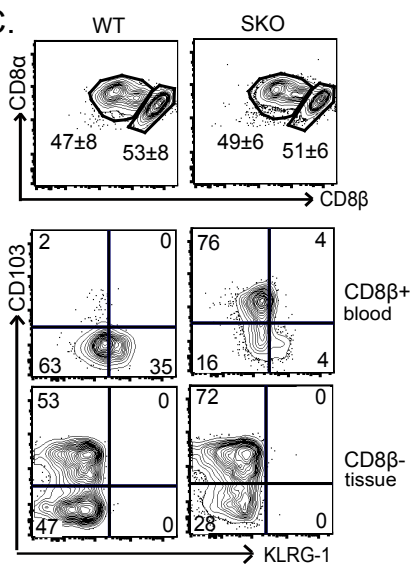 C.
WT SKO
CD8α
47±8 53±8 49±6 51±6
CD8β
CD103
2 0 76 4
63 35 16 4
CD8β+
blood
53 0 72 0
47 0 28 0
CD8β-
tissue
KLRG-1